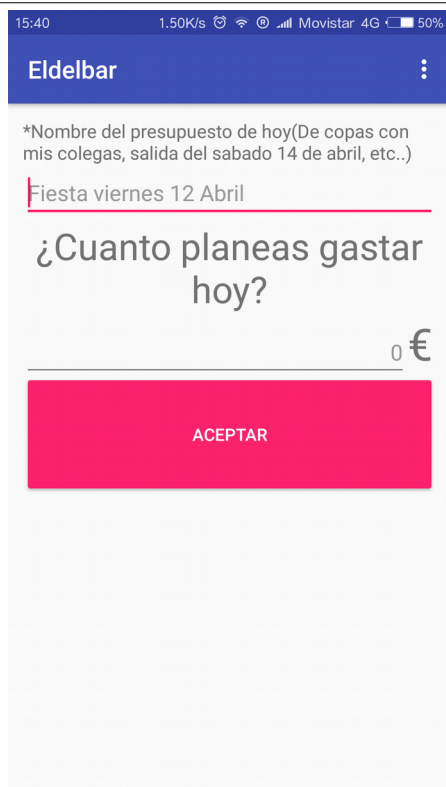 15:40 1.50K/s ® Movistar 4G 50%
Eldelbar
*Nombre del presupuesto de hoy(De copas con
mis colegas, salida del sabado 14 de abril, etc..)
Fiesta viernes 12 Abril
¿Cuanto planeas gastar
hoy?
0 €
ACEPTAR